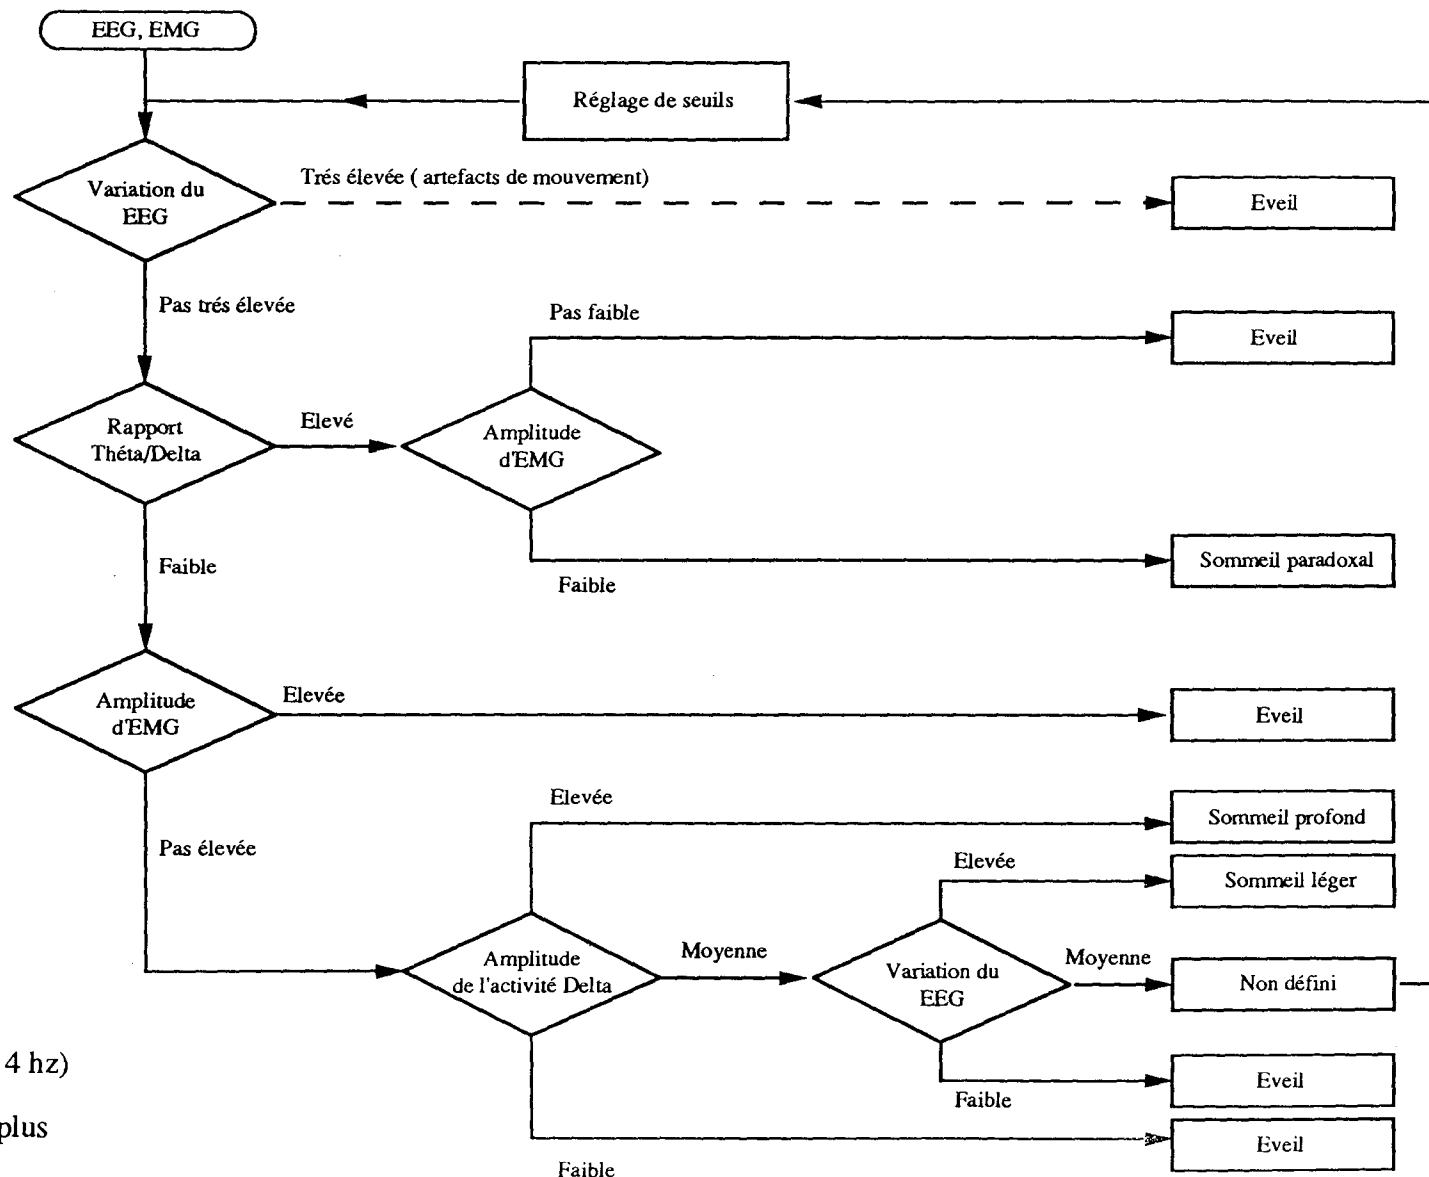 EEG, EMG
Réglage de seuils
Variation du
EEG
Trés élevée ( artefacts de mouvement)
Eveil
Pas trés élevée
Pas faible
Eveil
Rapport
Théta/Delta
Elevé
Amplitude
d'EMG
Faible
Faible
Sommeil paradoxal
Amplitude
d'EMG
Elevée
Eveil
Pas élevée
Elevée
Sommeil profond
Elevée
Sommeil léger
Amplitude
de l'activité Delta
Moyenne
Variation du
EEG
Moyenne
Non défini
4 hz)
Faible
Eveil
plus
Faible
Eveil